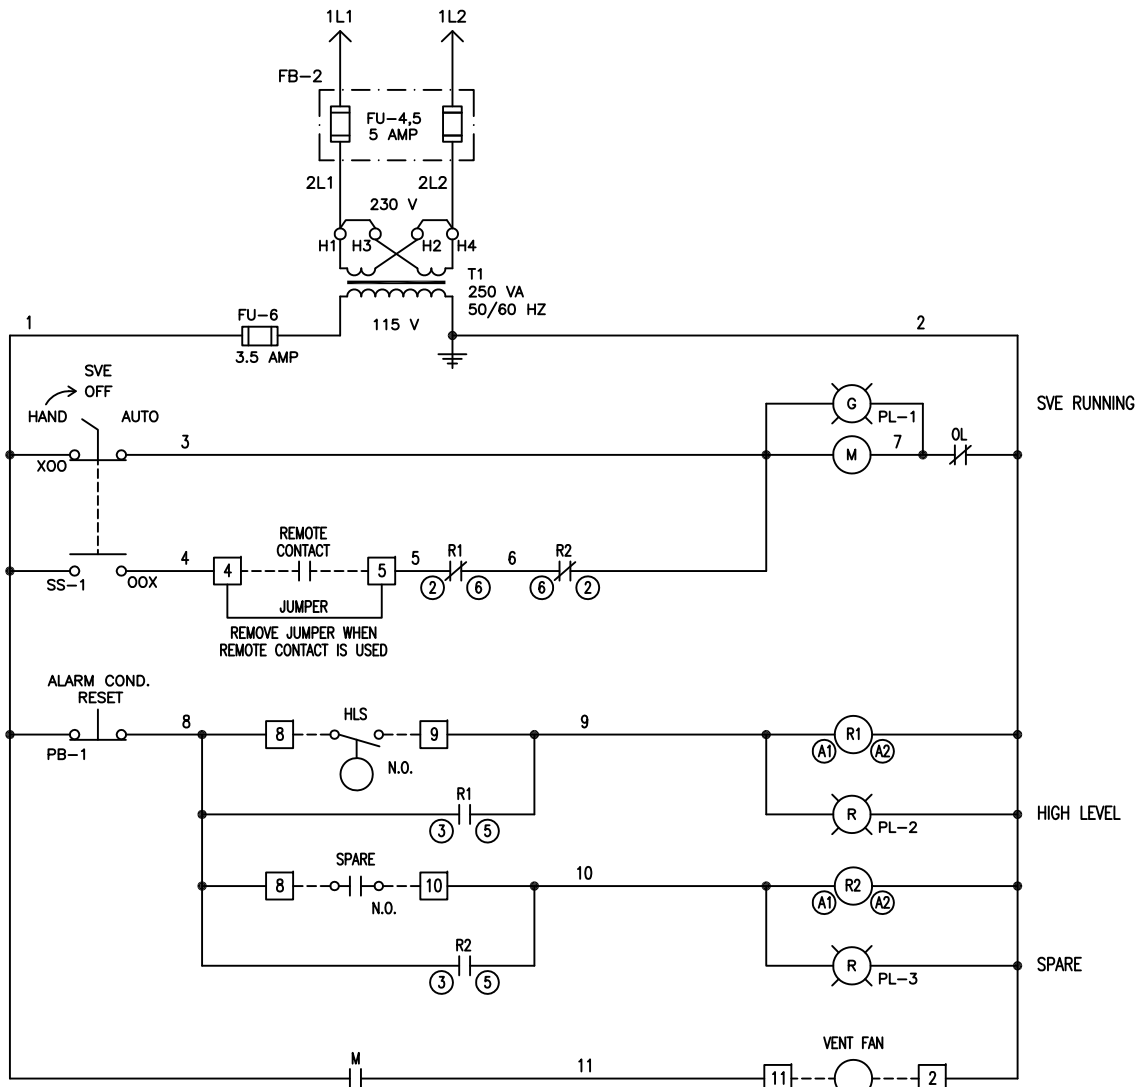 1L1
1L2
FB-2
FU-4,5
5 AMP
2L1
2L2
230 V
H1
H3
H2
H4
T1
250 VA
50/60 HZ
115 V
1
FU-6
3.5 AMP
2
SVE
OFF
HAND
AUTO
XOO
3
G
PL-1
SVE RUNNING
M
7
OL
SS-1
OOX
4
4
REMOTE
CONTACT
5
5
R1
2
6
6
R2
6
2
JUMPER
REMOVE JUMPER WHEN
REMOTE CONTACT IS USED
ALARM COND.
RESET
PB-1
8
8
HLS
N.O.
9
9
R1
A1
A2
R1
3
5
R
PL-2
HIGH LEVEL
8
SPARE
N.O.
10
10
R2
A1
A2
R2
3
5
R
PL-3
SPARE
M
11
VENT FAN
11
2